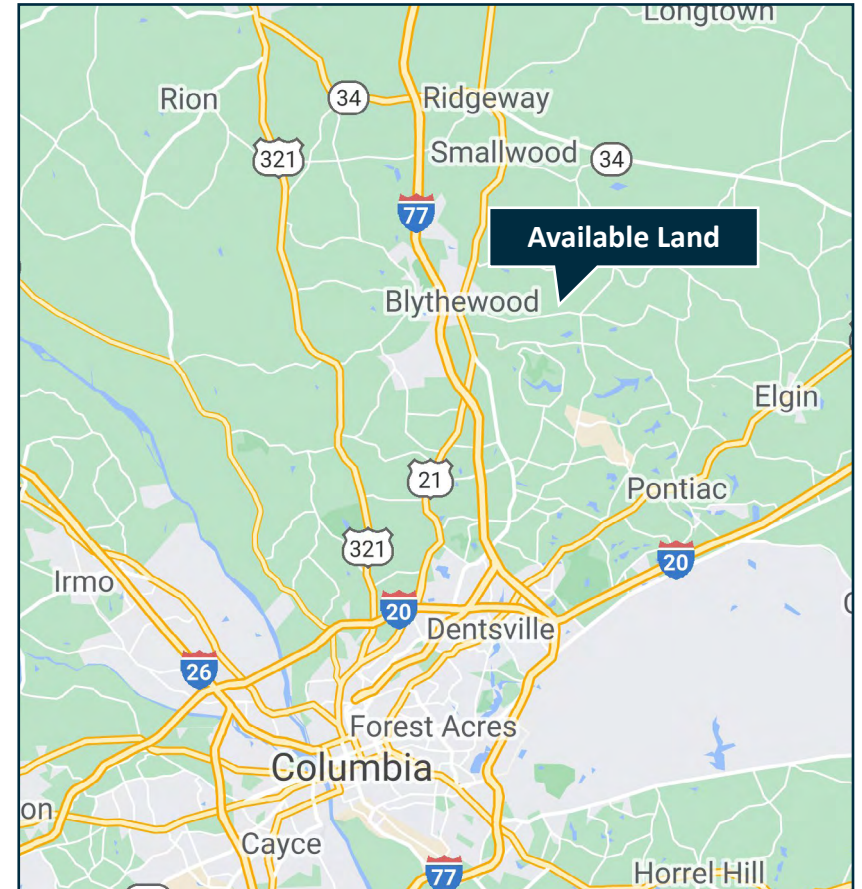 Longtown
Rion
34
Ridgeway
321
Smallwood
34
77
Available Land
Blythewood
Elgin
21
Pontiac
321
20
Irmo
20
Dentsville
26
Forest Acres
Columbia
on
Cayce
77
Horrel Hill